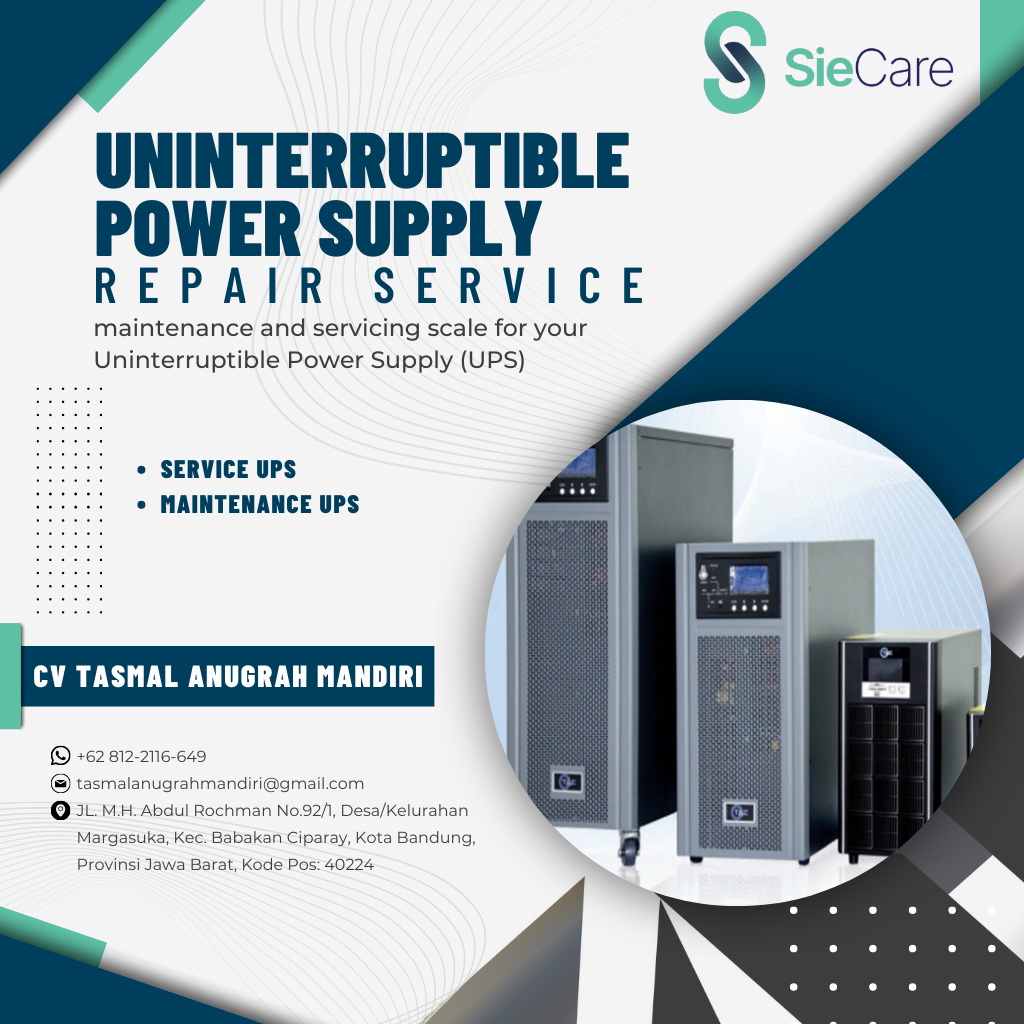 SieCare
UNINTERRUPTIBLE
POWER SUPPLY
REPAIR SERVICE
maintenance and servicing scale for your
Uninterruptible Power Supply (UPS)
• SERVICE UPS
• MAINTENANCE UPS
CV TASMAL ANUGRAH MANDIRI
+62 812-2116-649
tasmalanugrahmandiri@gmail.com
JL. M.H. Abdul Rochman No.92/1, Desa/Kelurahan
Margasuka, Kec. Babakan Ciparay, Kota Bandung,
Provinsi Jawa Barat, Kode Pos: 40224